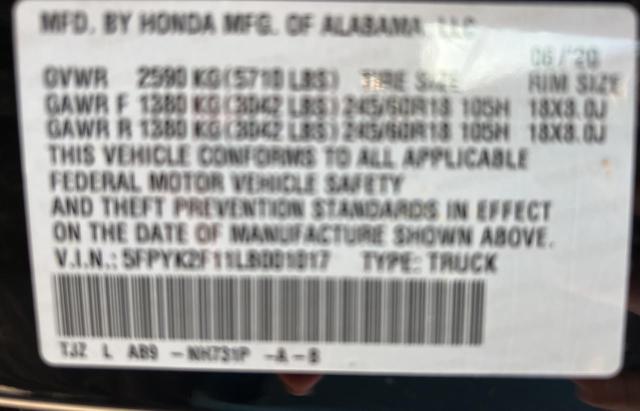 MFD. BY HONDA MFG. OF ALABAMA, LLC
06/'20
GVWR 2590 KG (5710 LBS) TIRE SIZE RIM SIZE
GAWR F 1380 KG (3042 LBS) 245/60R18 105H 18X8.0J
GAWR R 1380 KG (3042 LBS) 245/60R18 105H 18X8.0J
THIS VEHICLE CONFORMS TO ALL APPLICABLE
FEDERAL MOTOR VEHICLE SAFETY
AND THEFT PREVENTION STANDARDS IN EFFECT
ON THE DATE OF MANUFACTURE SHOWN ABOVE.
V.I.N.: 5FPYK2F11LB001017 TYPE: TRUCK
TJZ L AB9 -NH731P -A-B